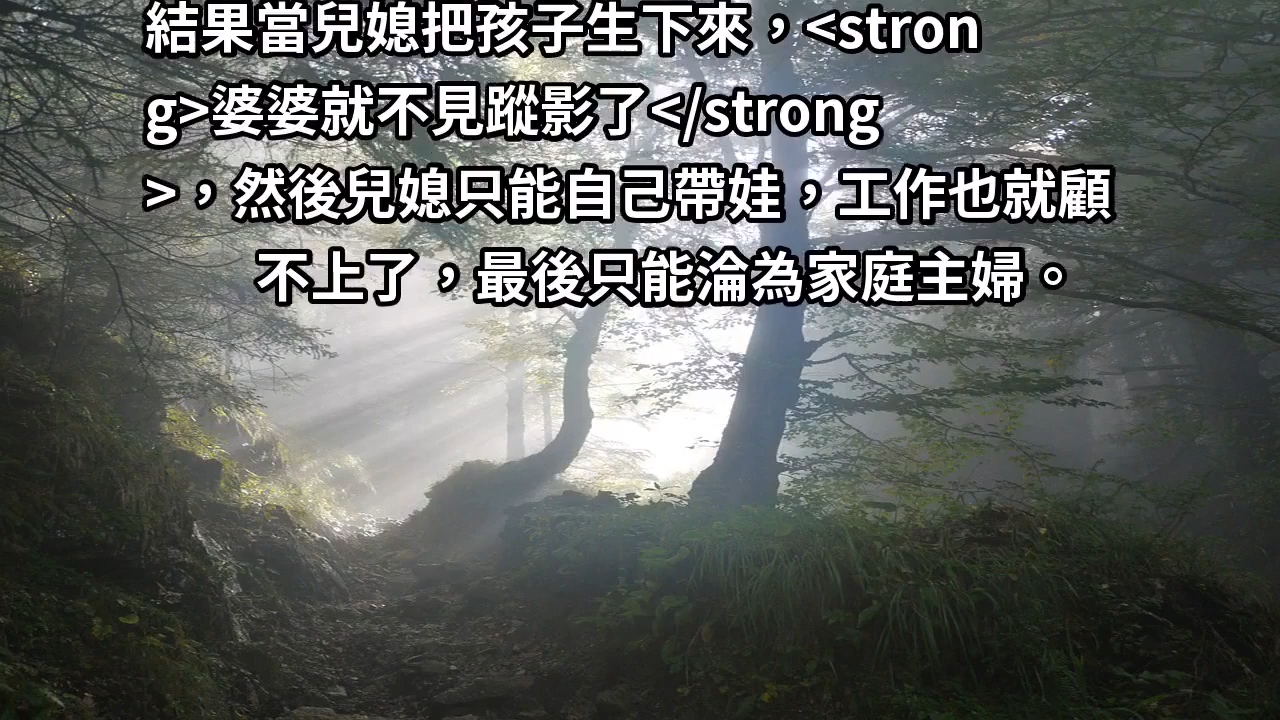 結果當兒媳把孩子生下來，<stron
g>婆婆就不見蹤影了</strong
>，然後兒媳只能自己帶娃，工作也就顧
不上了，最後只能淪為家庭主婦。